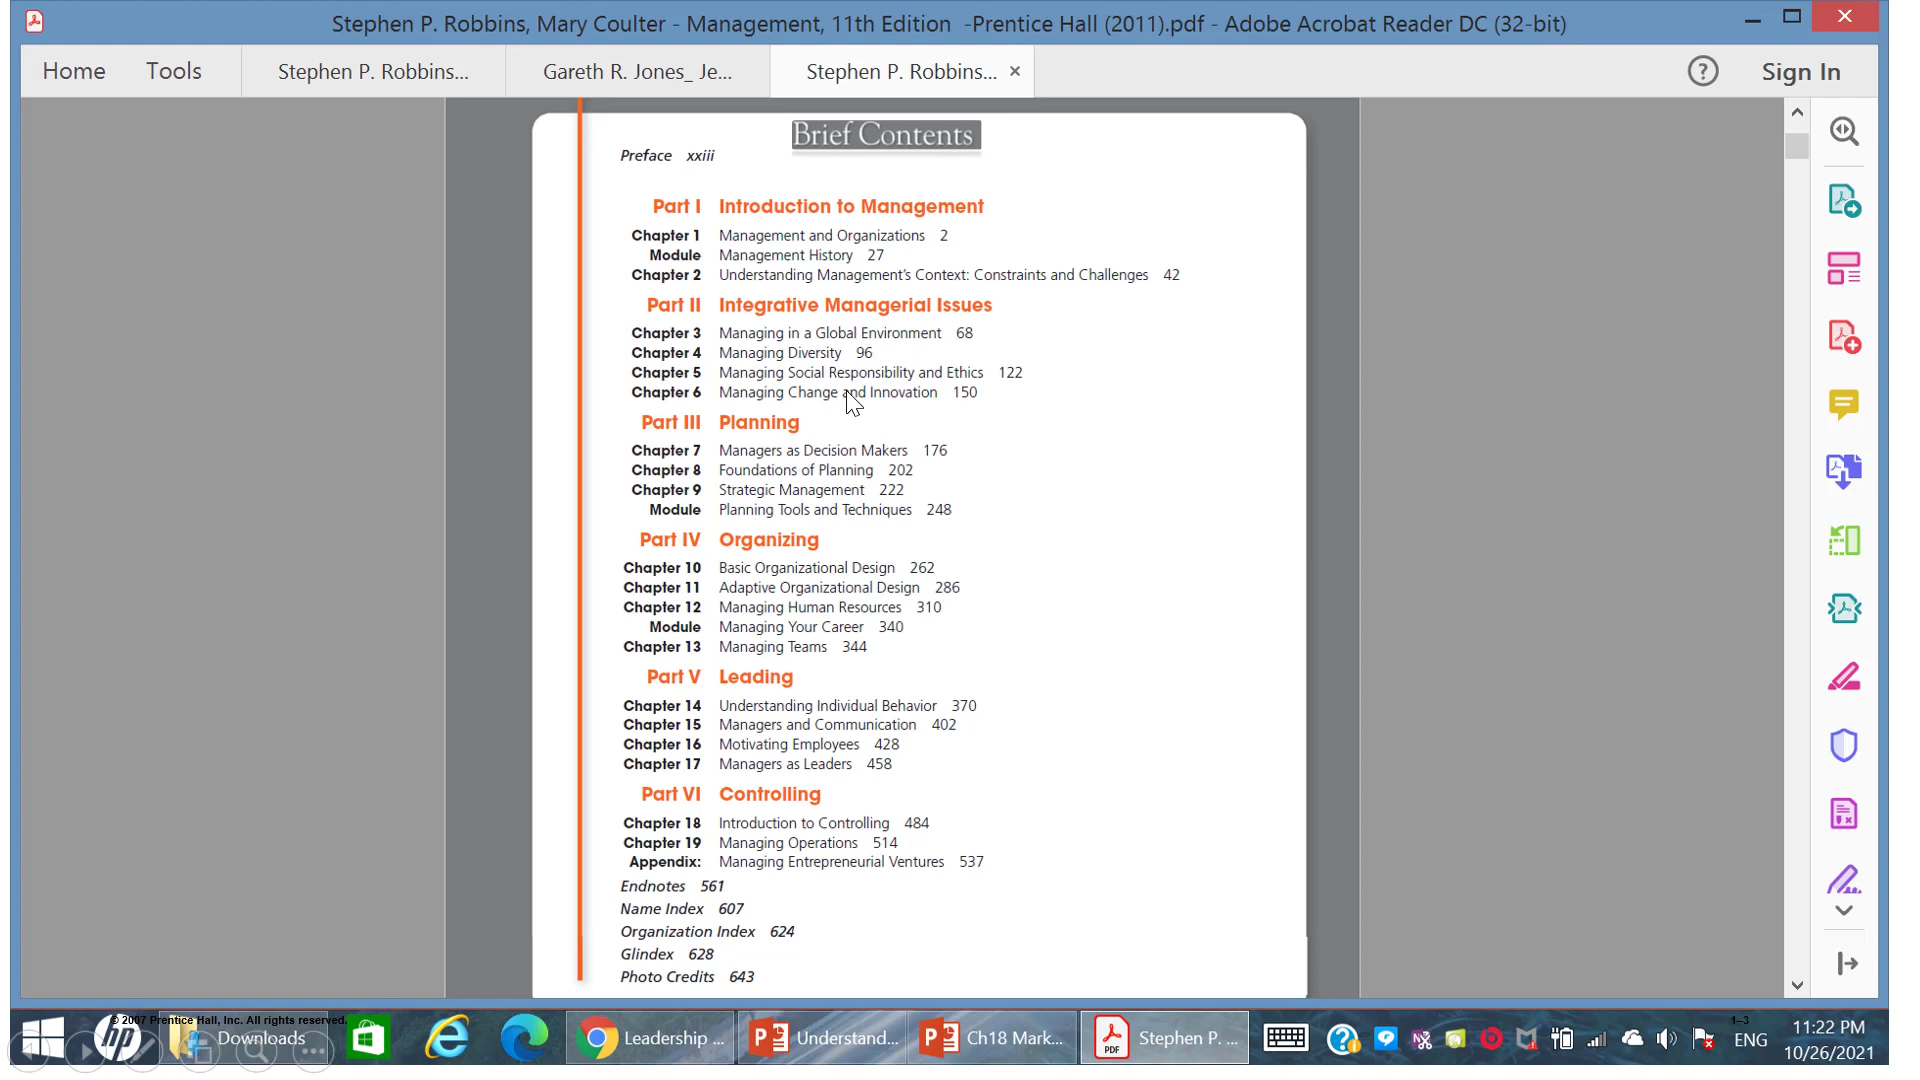 Stephen P. Robbins, Mary Coulter - Management, 11th Edition -Prentice Hall (2011).pdf - Adobe Acrobat Reader DC (32-bit)
Home Tools Stephen P. Robbins... Gareth R. Jones_ Je... Stephen P. Robbins... × ? Sign In
Brief Contents
Preface xxiii
Part I Introduction to Management
Chapter 1 Management and Organizations 2
Module Management History 27
Chapter 2 Understanding Management's Context: Constraints and Challenges 42
Part II Integrative Managerial Issues
Chapter 3 Managing in a Global Environment 68
Chapter 4 Managing Diversity 96
Chapter 5 Managing Social Responsibility and Ethics 122
Chapter 6 Managing Change and Innovation 150
Part III Planning
Chapter 7 Managers as Decision Makers 176
Chapter 8 Foundations of Planning 202
Chapter 9 Strategic Management 222
Module Planning Tools and Techniques 248
Part IV Organizing
Chapter 10 Basic Organizational Design 262
Chapter 11 Adaptive Organizational Design 286
Chapter 12 Managing Human Resources 310
Module Managing Your Career 340
Chapter 13 Managing Teams 344
Part V Leading
Chapter 14 Understanding Individual Behavior 370
Chapter 15 Managers and Communication 402
Chapter 16 Motivating Employees 428
Chapter 17 Managers as Leaders 458
Part VI Controlling
Chapter 18 Introduction to Controlling 484
Chapter 19 Managing Operations 514
Appendix: Managing Entrepreneurial Ventures 537
Endnotes 561
Name Index 607
Organization Index 624
Glindex 628
Photo Credits 643
© 2007 Prentice Hall, Inc. All rights reserved. 1–3
Downloads Leadership ... Understand... Ch18 Mark... PDF Stephen P. ... ENG 11:22 PM
10/26/2021